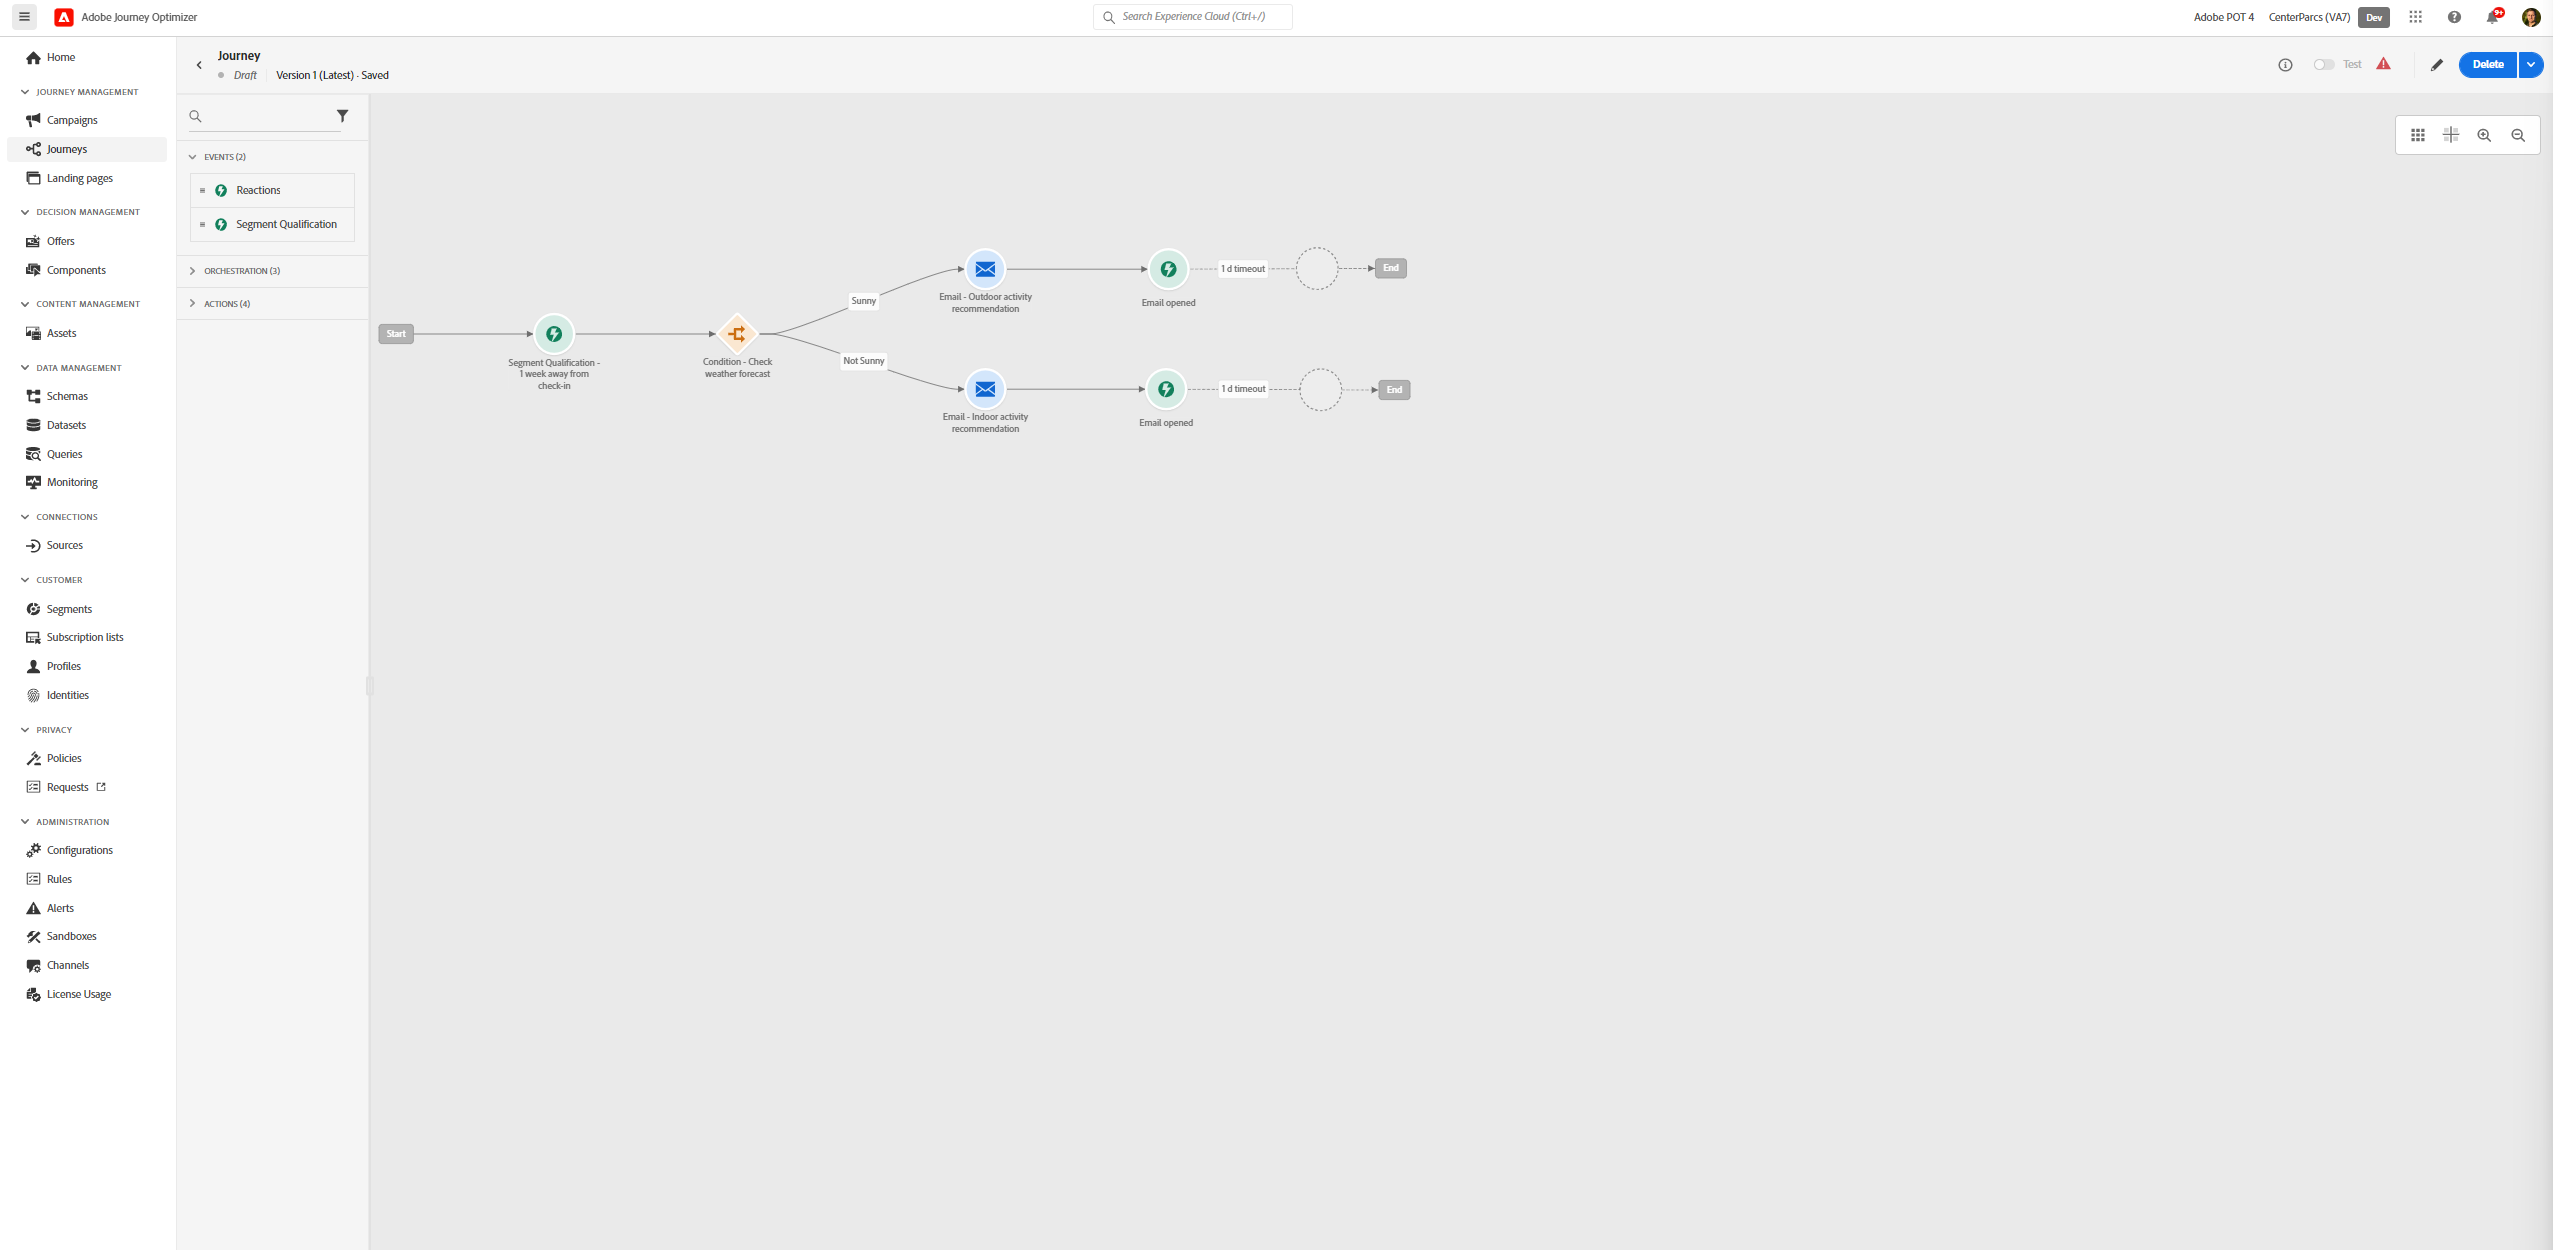 Adobe Journey Optimizer
Search Experience Cloud (Ctrl+/)
Adobe POT 4
CenterParcs (VA7)
Dev
9+
Home
JOURNEY MANAGEMENT
Campaigns
Journeys
Landing pages
DECISION MANAGEMENT
Offers
Components
CONTENT MANAGEMENT
Assets
DATA MANAGEMENT
Schemas
Datasets
Queries
Monitoring
CONNECTIONS
Sources
CUSTOMER
Segments
Subscription lists
Profiles
Identities
PRIVACY
Policies
Requests
ADMINISTRATION
Configurations
Rules
Alerts
Sandboxes
Channels
License Usage
Journey
Draft
Version 1 (Latest) - Saved
Test
Delete
EVENTS (2)
Reactions
Segment Qualification
ORCHESTRATION (3)
ACTIONS (4)
Start
Segment Qualification -
1 week away from
check-in
Condition - Check
weather forecast
Sunny
Email - Outdoor activity
recommendation
Email opened
1 d timeout
End
Not Sunny
Email - Indoor activity
recommendation
Email opened
1 d timeout
End